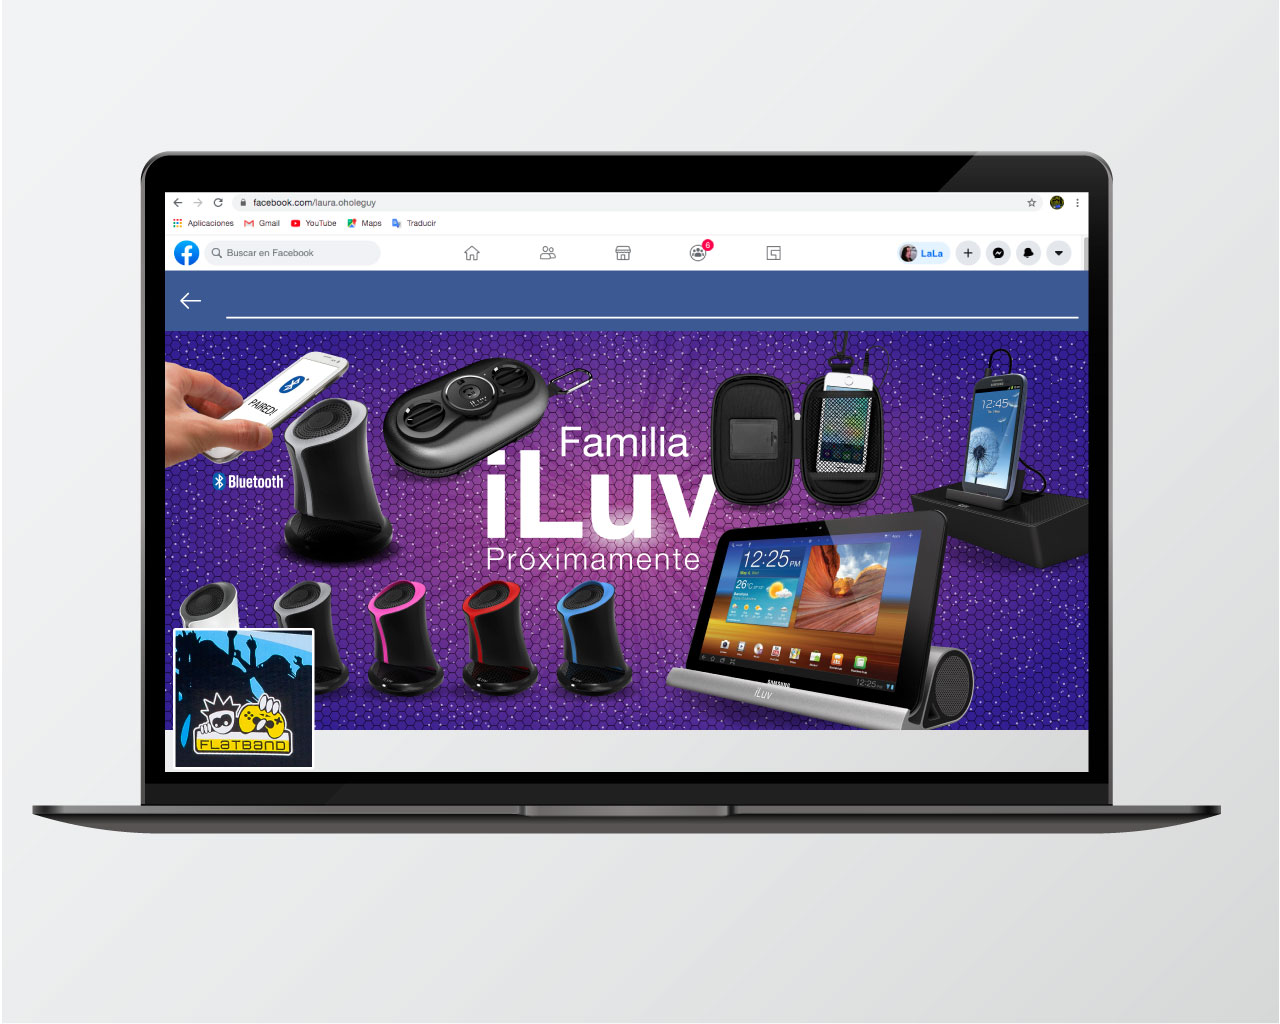 facebook.com/laura.oholeguy
Aplicaciones Gmail YouTube Maps Traducir
Buscar en Facebook
6
LaLa
PAIRED!
Bluetooth
iLuv
Familia
iLuv
Próximamente
12:45
12:25 PM
26°C
SAMSUNG
iLuv
12:25
FLATBAND